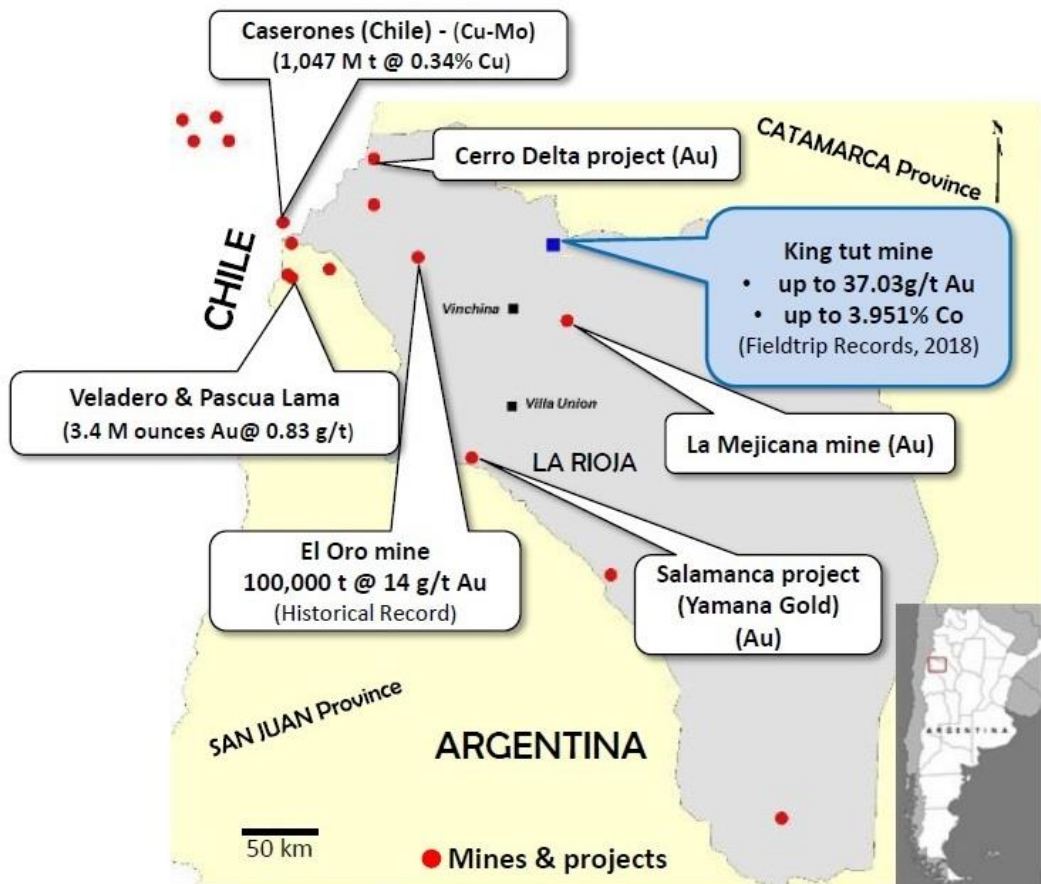 Caserones (Chile) - (Cu-Mo)
(1,047 M t @ 0.34% Cu)
Cerro Delta project (Au)
CATAMARCA Province
CHILE
King tut mine
• up to 37.03g/t Au
• up to 3.951% Co
(Fieldtrip Records, 2018)
Vinchina
Veladero & Pascua Lama
(3.4 M ounces Au@ 0.83 g/t)
Villa Union
La Mejicana mine (Au)
LA RIOJA
El Oro mine
100,000 t @ 14 g/t Au
(Historical Record)
Salamanca project
(Yamana Gold)
(Au)
SAN JUAN Province
ARGENTINA
ARGENTINA
50 km
Mines & projects